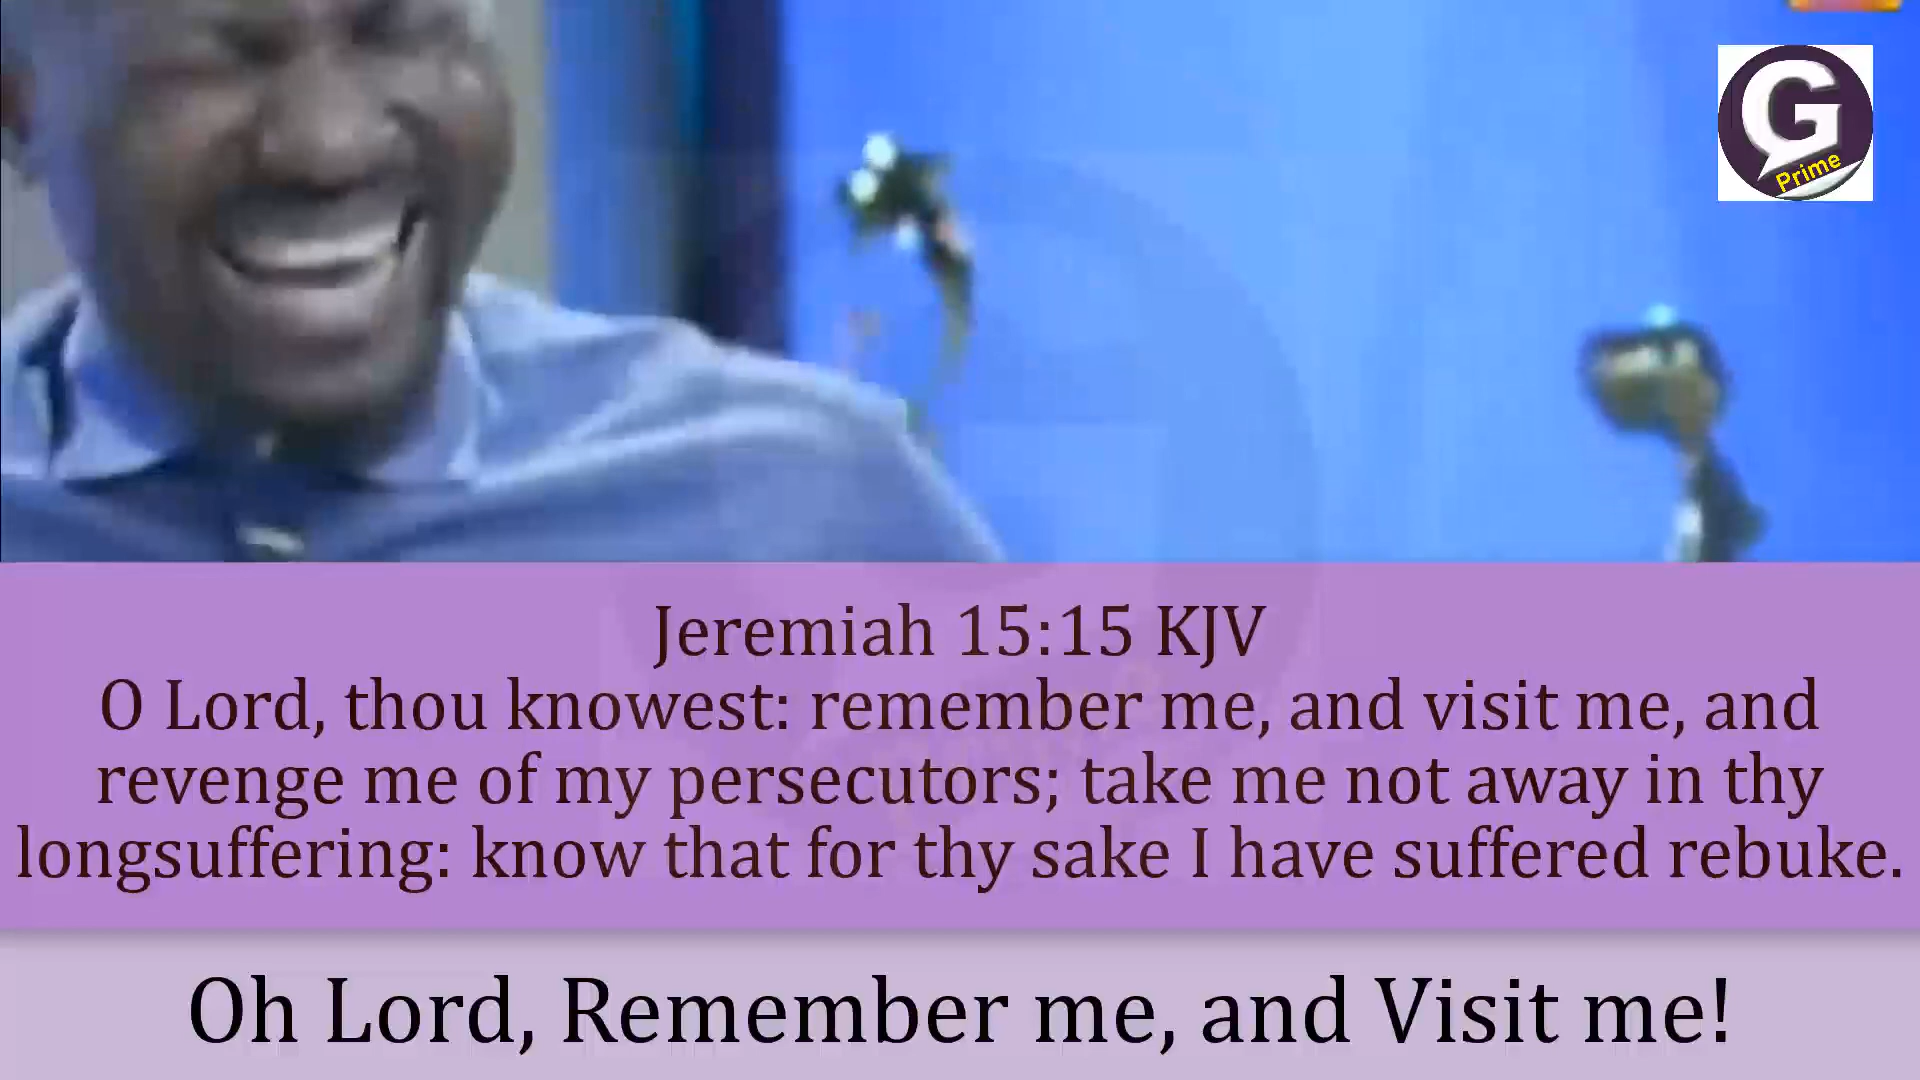 G
Prime
Jeremiah 15:15 KJV
O Lord, thou knowest: remember me, and visit me, and
revenge me of my persecutors; take me not away in thy
longsuffering: know that for thy sake I have suffered rebuke.
Oh Lord, Remember me, and Visit me!